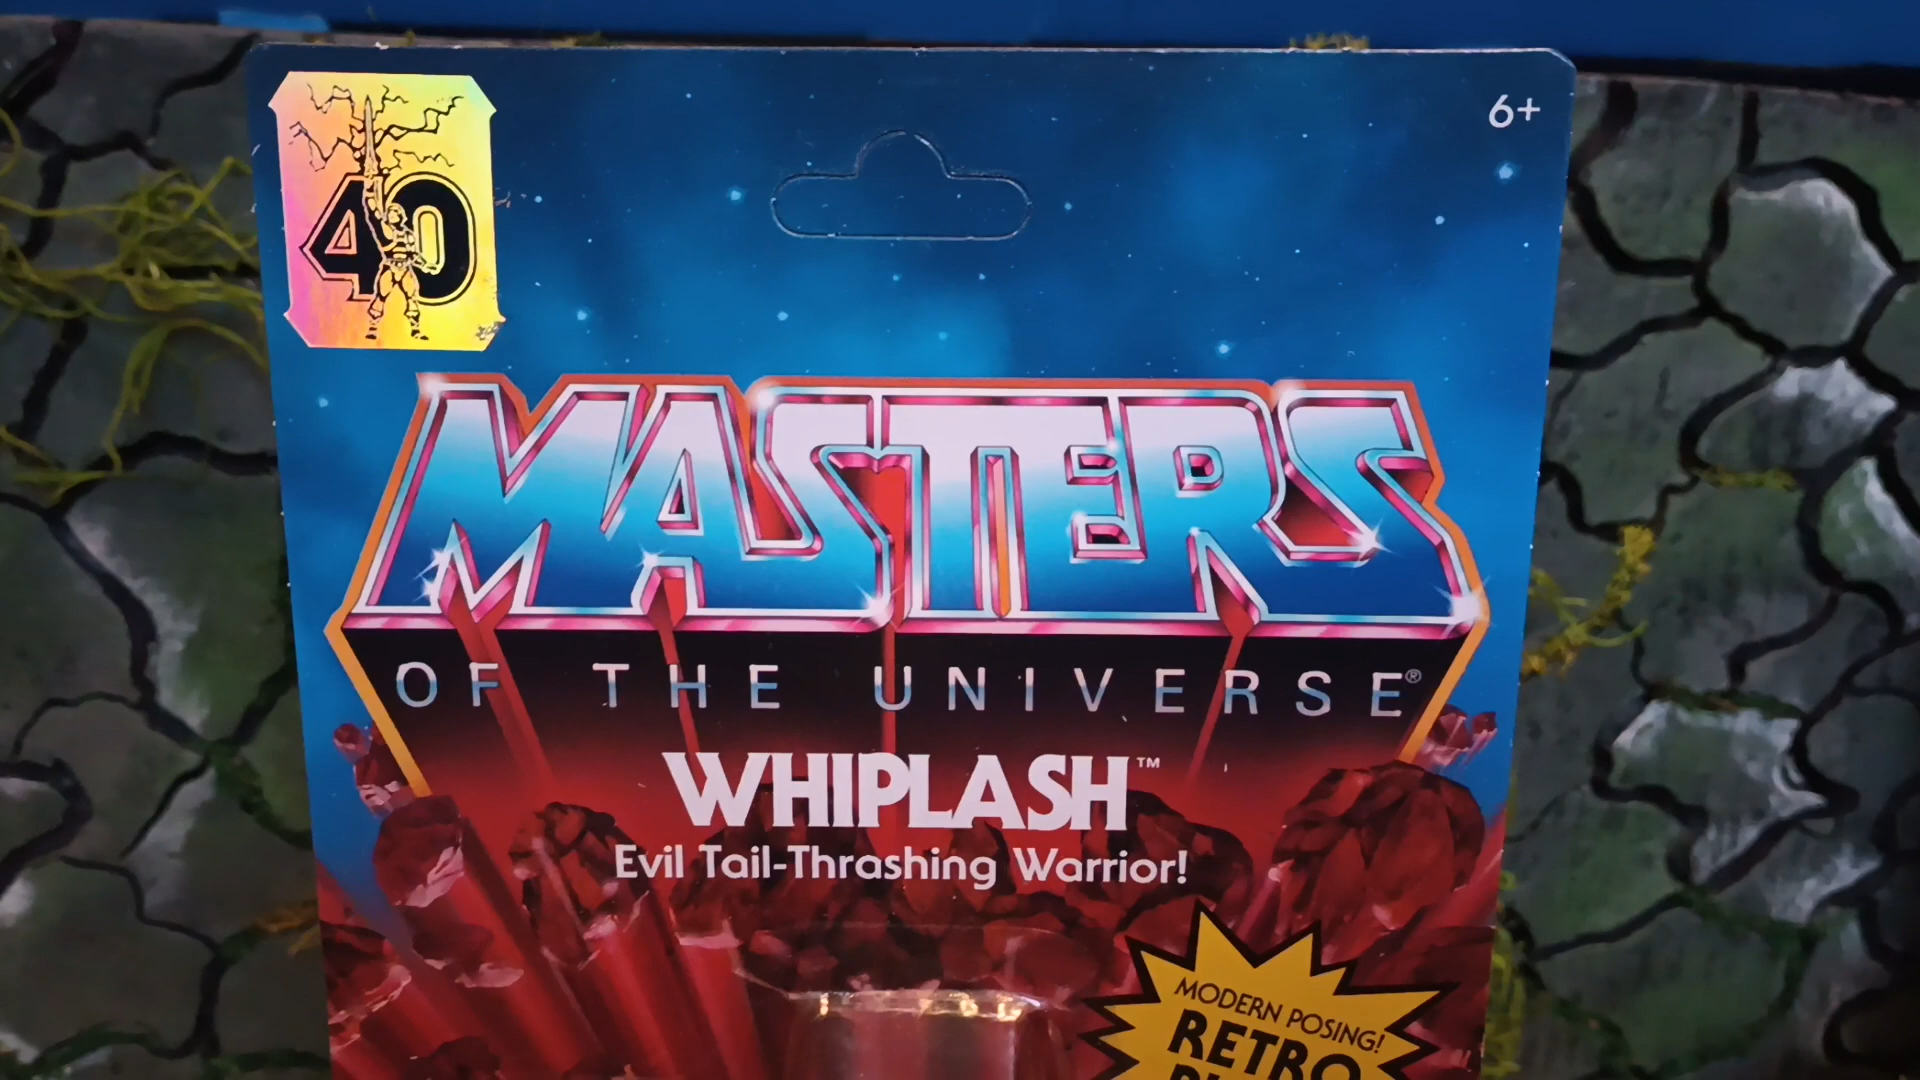 40
6+
MASTERS
OF THE UNIVERSE®
WHIPLASH™
Evil Tail-Thrashing Warrior!
MODERN POSING!
RETRO